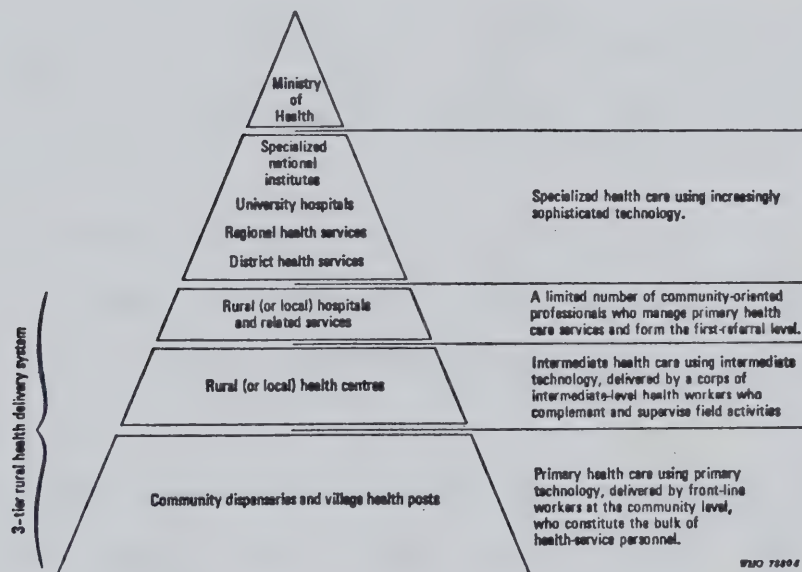 Ministry
of
Health
Specialized
national
institutes
University hospitals
Regional health services
District health services
Specialized health care using increasingly
sophisticated technology.
Rural (or local) hospitals
and related services
A limited number of community-oriented
professionals who manage primary health
care services and form the first-referral level.
Rural (or local) health centres
Intermediate health care using intermediate
technology, delivered by a corps of
intermediate-level health workers who
complement and supervise field activities
Community dispensaries and village health posts
Primary health care using primary
technology, delivered by front-line
workers at the community level,
who constitute the bulk of
health-service personnel.
3-tier rural health delivery system
WHO